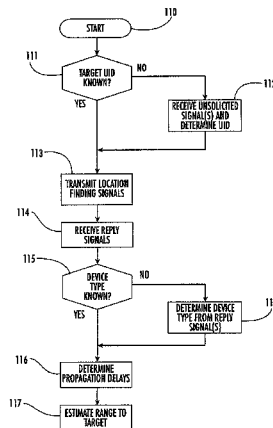 110
START
111
TARGET UID
KNOWN?
NO
YES
RECEIVE UNSOLICITED
SIGNAL(S) AND
DETERMINE UID
113
TRANSMIT LOCATION
FINDING SIGNALS
114
RECEIVE REPLY
SIGNALS
115
DEVICE
TYPE
KNOWN?
NO
YES
DETERMINE DEVICE
TYPE FROM REPLY
SIGNAL(S)
116
DETERMINE
PROPAGATION DELAYS
117
ESTIMATE RANGE TO
TARGET